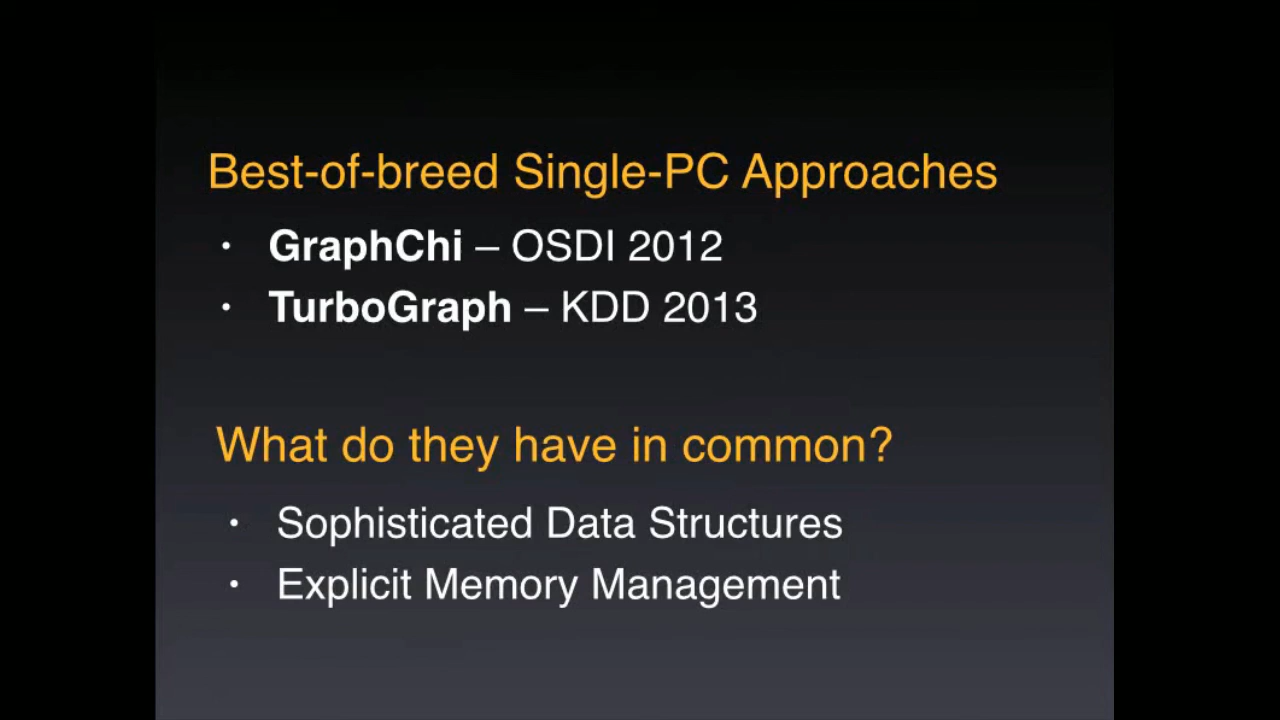 Best-of-breed Single-PC Approaches
• GraphChi – OSDI 2012
• TurboGraph – KDD 2013
What do they have in common?
• Sophisticated Data Structures
• Explicit Memory Management